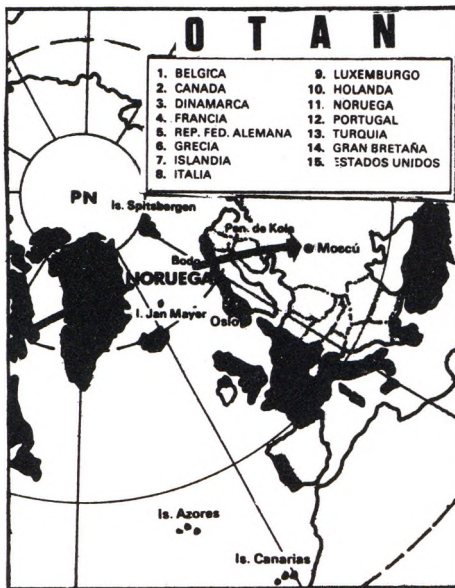 OTAN
1. BELGICA
2. CANADA
3. DINAMARCA
4. FRANCIA
5. REP. FED. ALEMANA
6. GRECIA
7. ISLANDIA
8. ITALIA
9. LUXEMBURGO
10. HOLANDA
11. NORUEGA
12. PORTUGAL
13. TURQUIA
14. GRAN BRETAÑA
15. ESTADOS UNIDOS
PN
Is. Spitsbergen
Pen. de Kola
Moscú
Bodo
NORUEGA
I. Jan Mayer
Oslo
Is. Azores
Is. Canarias